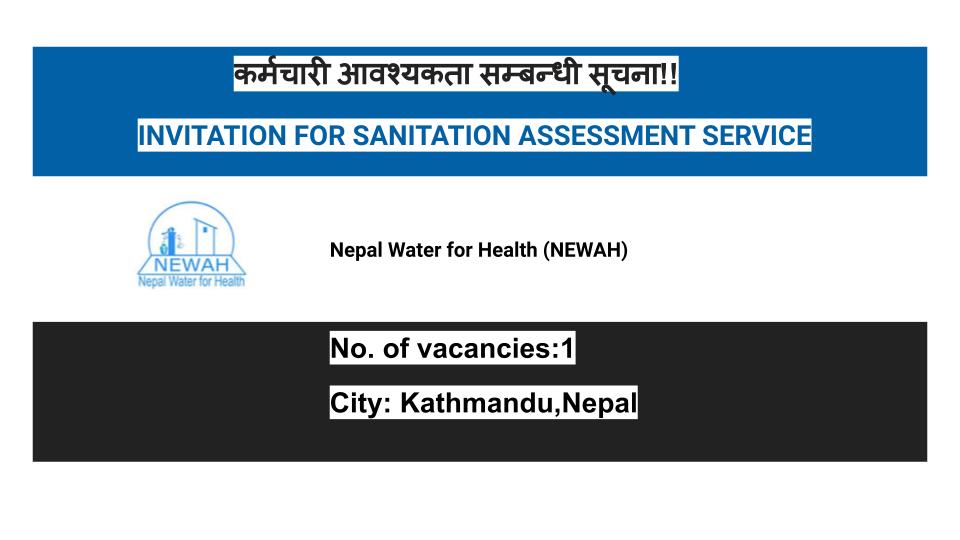 कर्मचारी आवश्यकता सम्बन्धी सूचना!!
INVITATION FOR SANITATION ASSESSMENT SERVICE
NEWAH
Nepal Water for Health
Nepal Water for Health (NEWAH)
No. of vacancies:1
City: Kathmandu,Nepal